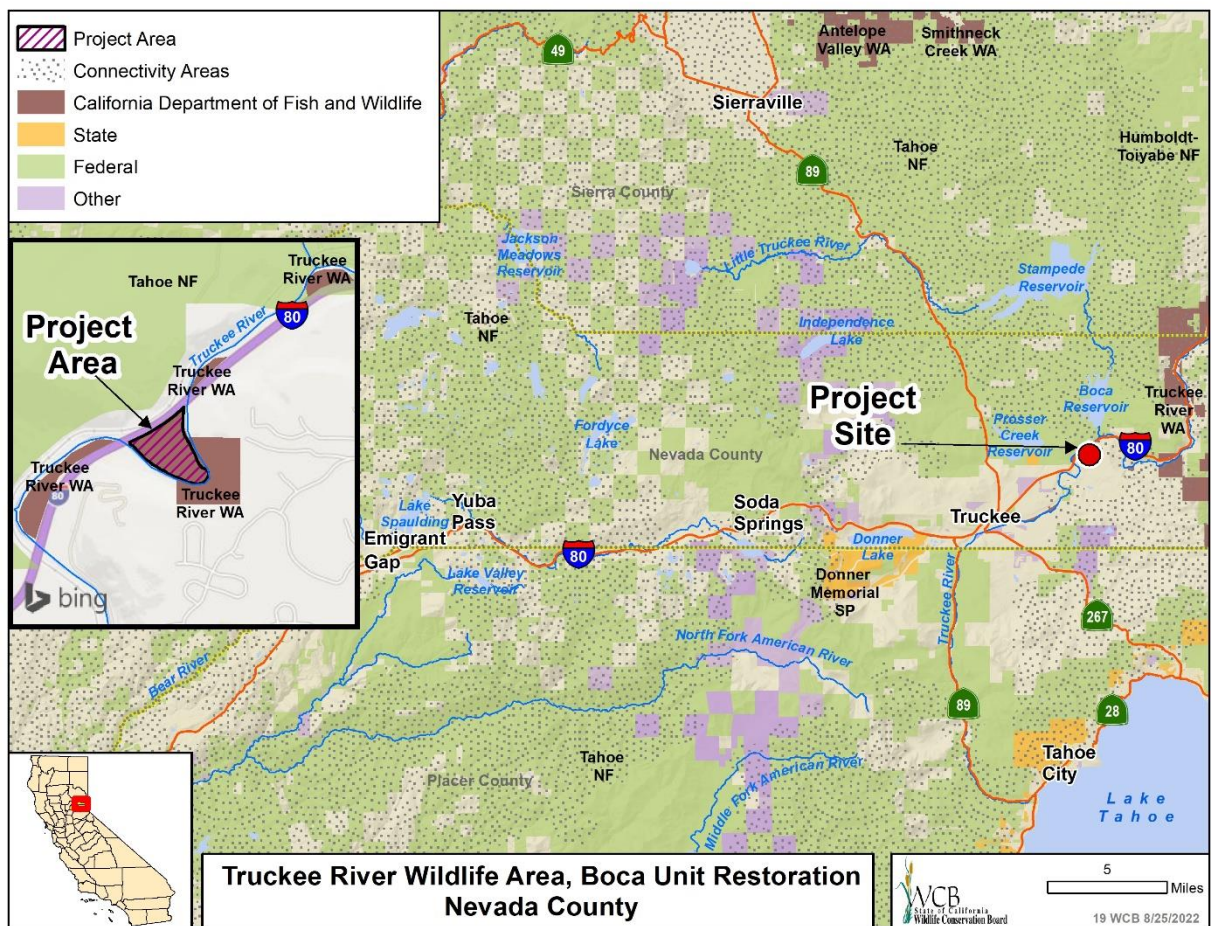 Project Area
Connectivity Areas
California Department of Fish and Wildlife
State
Federal
Other
49
Antelope
Valley WA
Smithneck
Creek WA
Sierraville
Tahoe
NF
Humboldt-
Toiyabe NF
89
Sierra County
Jackson
Meadows
Reservoir
Little Truckee River
Stampede
Reservoir
Tahoe
NF
Independence
Lake
Project
Site
Prosser
Creek
Reservoir
Boca
Reservoir
Truckee
River
WA
80
Fordyce
Lake
Nevada County
Lake
Spaulding
Yuba
Pass
Emigrant
Gap
Soda
Springs
Truckee
80
Donner
Lake
Lake Valley
Reservoir
Donner
Memorial
SP
Truckee River
267
North Fork American River
Bear River
89
28
Tahoe
City
Tahoe
NF
Placer County
Middle Fork American River
Lake
Tahoe
Tahoe NF
Truckee
River WA
80
Truckee River
Project
Area
Truckee
River WA
Truckee
River WA
80
Truckee
River WA
bing
Truckee River Wildlife Area, Boca Unit Restoration
Nevada County
WCB
State of California
Wildlife Conservation Board
5
Miles
19 WCB 8/25/2022